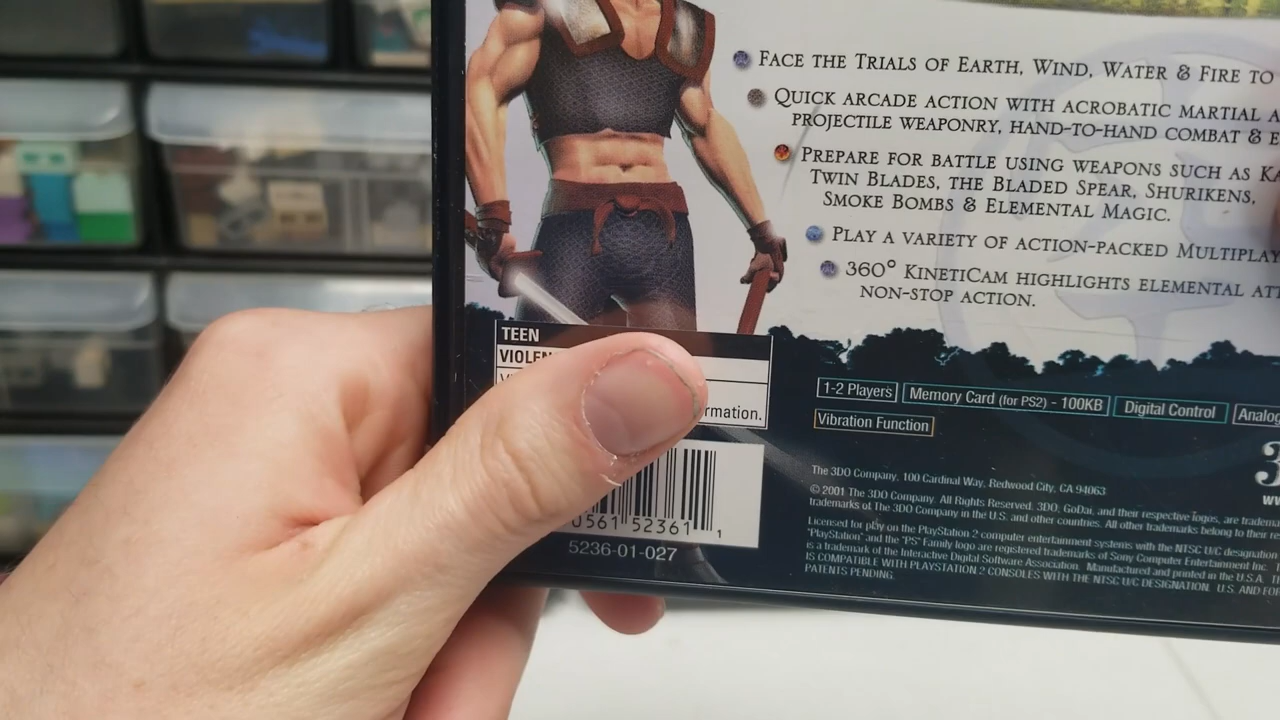 FACE THE TRIALS OF EARTH, WIND, WATER & FIRE TO
QUICK ARCADE ACTION WITH ACROBATIC MARTIAL
PROJECTILE WEAPONRY, HAND-TO-HAND COMBAT &
PREPARE FOR BATTLE USING WEAPONS SUCH AS
TWIN BLADES, THE BLADED SPEAR, SHURIKENS,
SMOKE BOMBS & ELEMENTAL MAGIC.
PLAY A VARIETY OF ACTION-PACKED
360° KINETICAM HIGHLIGHTS ELEMENTAL
NON-STOP ACTION.
TEEN
1-2 Players
Memory Card (for PS2) - 100KB
Digital Control
Vibration Function
0561 52361 1
5236-01-027
The 3DO Company, 100 Cardinal Way, Redwood City, CA 94063
© 2001 The 3DO Company. All Rights Reserved. 3DO, GoDai, and their respective logos, are
trademarks of The 3DO Company in the U.S. and other countries. All other trademarks belong to their
Licensed for play on the PlayStation 2 computer entertainment systems with the NTSC U/C designation
"PlayStation" and the "PS" Family logo are registered trademarks of Sony Computer Entertainment Inc.
is a trademark of the Interactive Digital Software Association. Manufactured and printed in the U.S.A.
IS COMPATIBLE WITH PLAYSTATION 2 CONSOLES WITH THE NTSC U/C DESIGNATION. U.S. AND
PATENTS PENDING.